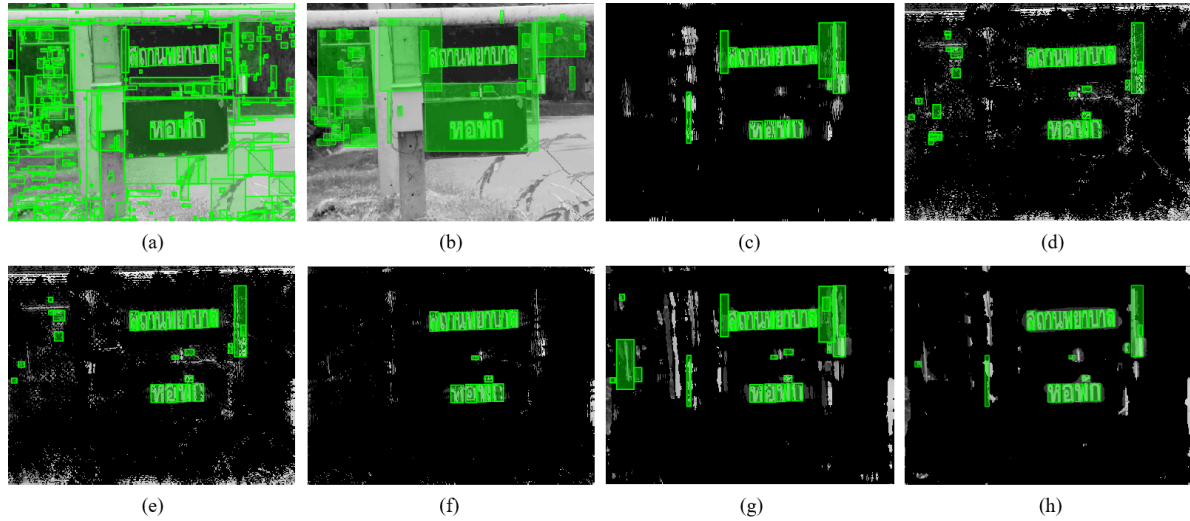 สถานพยาบาล
หอพัก
(a)
สถานพยาบาล
หอพัก
(b)
สถานพยาบาล
หอพัก
(c)
สถานพยาบาล
หอพัก
(d)
สถานพยาบาล
หอพัก
(e)
สถานพยาบาล
หอพัก
(f)
สถานพยาบาล
หอพัก
(g)
สถานพยาบาล
หอพัก
(h)